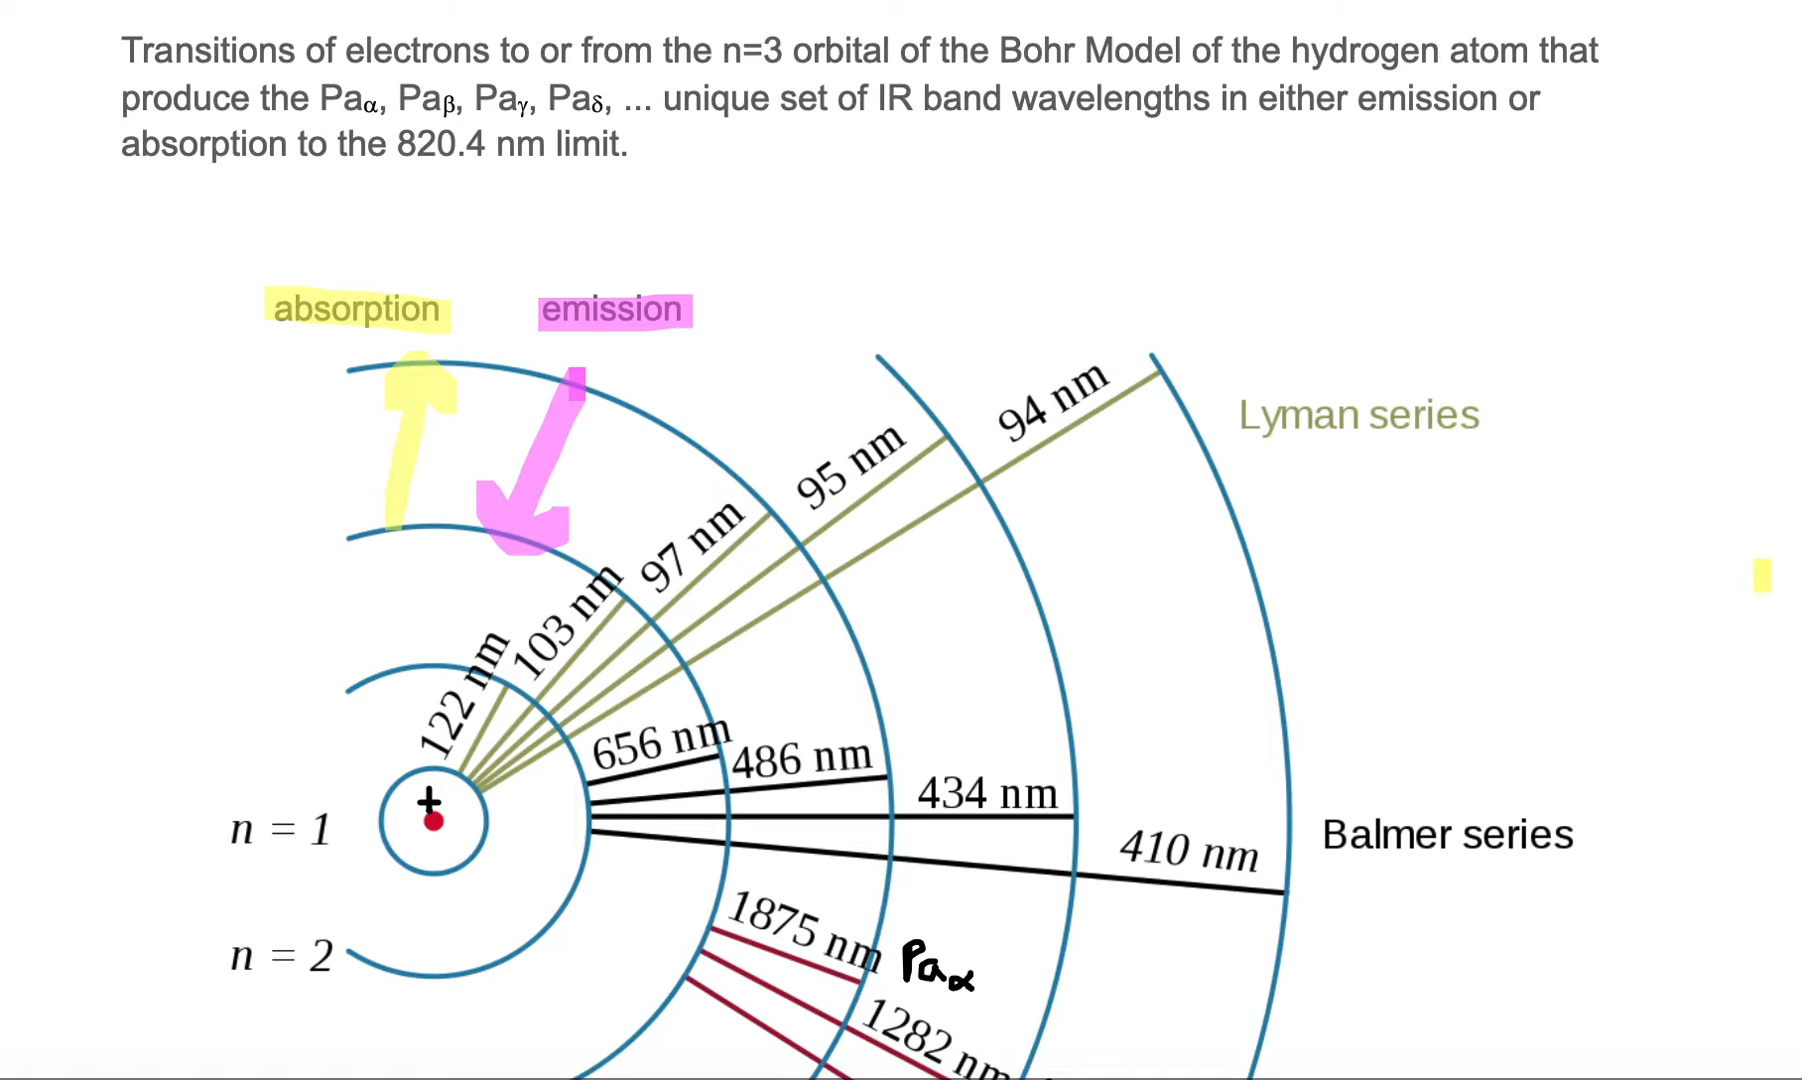 Transitions of electrons to or from the n=3 orbital of the Bohr Model of the hydrogen atom that
produce the Paα, Paβ, Paγ, Paδ, ... unique set of IR band wavelengths in either emission or
absorption to the 820.4 nm limit.
absorption
emission
94 nm
Lyman series
95 nm
97 nm
103 nm
122 nm
656 nm
486 nm
434 nm
+
n = 1
410 nm
Balmer series
1875 nm
Paα
n = 2
1282 nm